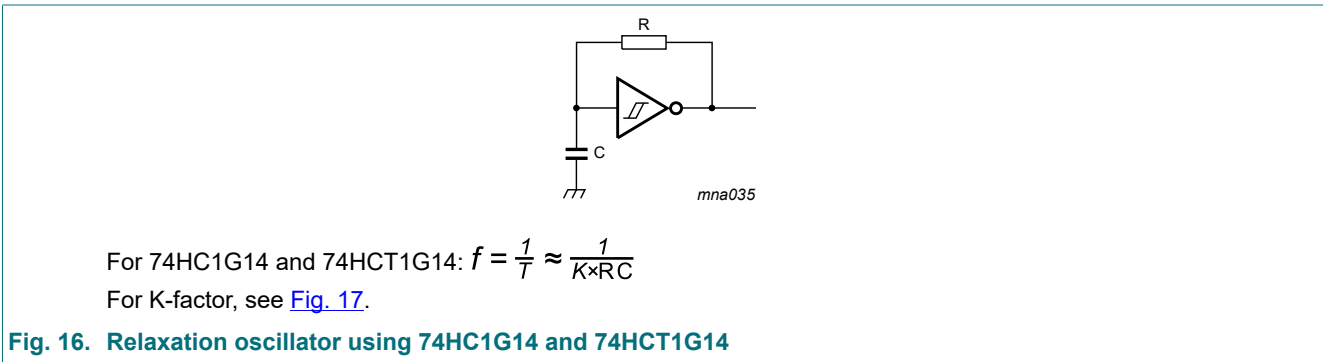 R
C
mna035
For 74HC1G14 and 74HCT1G14: f = 1/T ≈ 1/K×RC
For K-factor, see Fig. 17.
Fig. 16. Relaxation oscillator using 74HC1G14 and 74HCT1G14